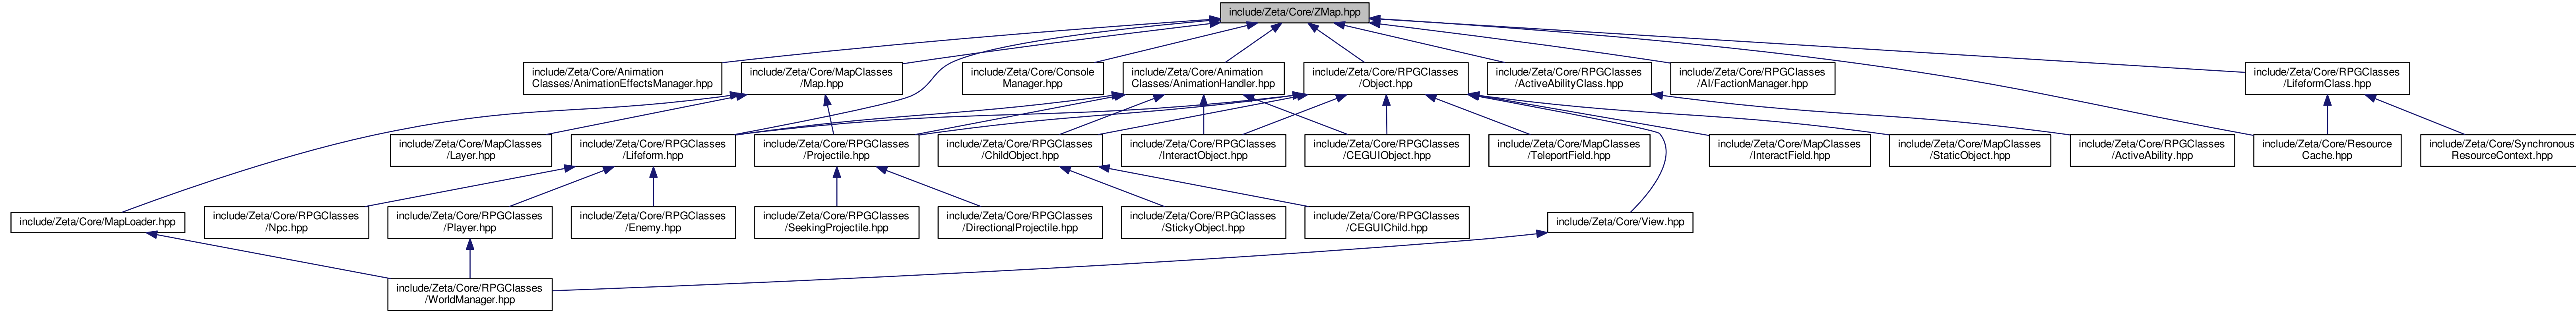 include/Zeta/Core/ZMap.hpp
include/Zeta/Core/Animation
Classes/AnimationEffectsManager.hpp
include/Zeta/Core/MapClasses
/Map.hpp
include/Zeta/Core/Console
Manager.hpp
include/Zeta/Core/Animation
Classes/AnimationHandler.hpp
include/Zeta/Core/RPGClasses
/Object.hpp
include/Zeta/Core/RPGClasses
/ActiveAbilityClass.hpp
include/Zeta/Core/RPGClasses
/AI/FactionManager.hpp
include/Zeta/Core/RPGClasses
/LifeformClass.hpp
include/Zeta/Core/MapClasses
/Layer.hpp
include/Zeta/Core/RPGClasses
/Lifeform.hpp
include/Zeta/Core/RPGClasses
/Projectile.hpp
include/Zeta/Core/RPGClasses
/ChildObject.hpp
include/Zeta/Core/RPGClasses
/InteractObject.hpp
include/Zeta/Core/RPGClasses
/CEGUIObject.hpp
include/Zeta/Core/MapClasses
/TeleportField.hpp
include/Zeta/Core/MapClasses
/InteractField.hpp
include/Zeta/Core/MapClasses
/StaticObject.hpp
include/Zeta/Core/RPGClasses
/ActiveAbility.hpp
include/Zeta/Core/Resource
Cache.hpp
include/Zeta/Core/Synchronous
ResourceContext.hpp
include/Zeta/Core/MapLoader.hpp
include/Zeta/Core/RPGClasses
/Npc.hpp
include/Zeta/Core/RPGClasses
/Player.hpp
include/Zeta/Core/RPGClasses
/Enemy.hpp
include/Zeta/Core/RPGClasses
/SeekingProjectile.hpp
include/Zeta/Core/RPGClasses
/DirectionalProjectile.hpp
include/Zeta/Core/RPGClasses
/StickyObject.hpp
include/Zeta/Core/RPGClasses
/CEGUIChild.hpp
include/Zeta/Core/View.hpp
include/Zeta/Core/RPGClasses
/WorldManager.hpp